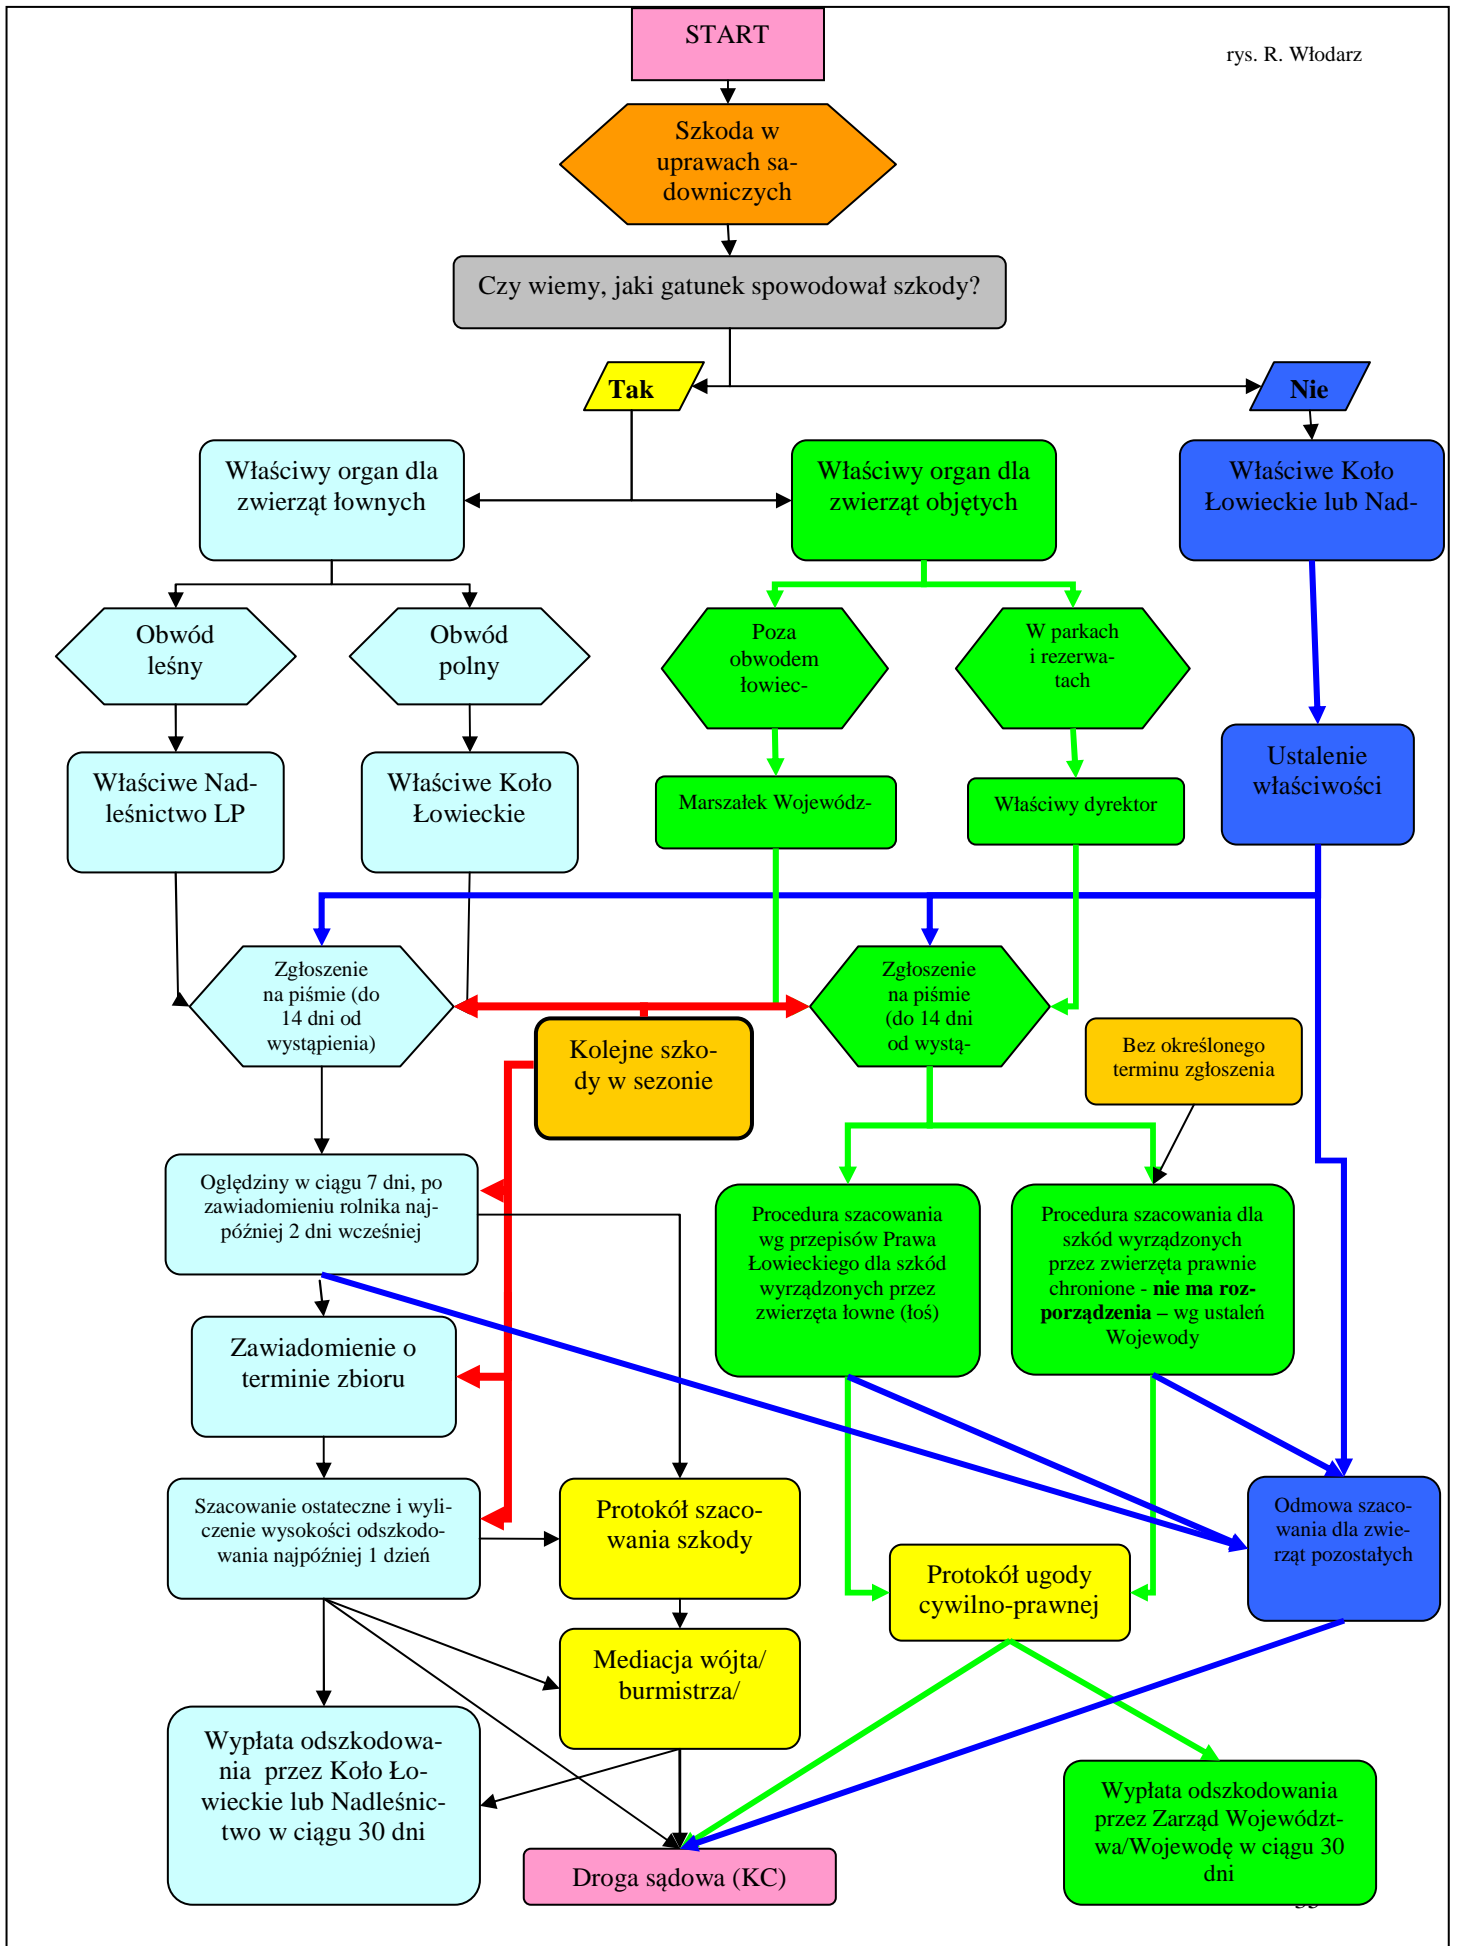 START
rys. R. Włodarz
Szkoda w
uprawach sa-
downiczych
Czy wiemy, jaki gatunek spowodował szkody?
Tak
Nie
Właściwy organ dla
zwierząt łownych
Właściwy organ dla
zwierząt objętych
Właściwe Koło
Łowieckie lub Nad-
Obwód
leśny
Obwód
polny
Poza
obwodem
łowiec-
W parkach
i rezerwa-
tach
Właściwe Nad-
leśnictwo LP
Właściwe Koło
Łowieckie
Marszałek Wojewódz-
Właściwy dyrektor
Ustalenie
właściwości
Zgłoszenie
na piśmie (do
14 dni od
wystąpienia)
Zgłoszenie
na piśmie
(do 14 dni
od wystą-
Kolejne szko-
dy w sezonie
Bez określonego
terminu zgłoszenia
Oględziny w ciągu 7 dni, po
zawiadomieniu rolnika naj-
później 2 dni wcześniej
Procedura szacowania
wg przepisów Prawa
Łowieckiego dla szkód
wyrządzonych przez
zwierzęta łowne (łoś)
Procedura szacowania dla
szkód wyrządzonych
przez zwierzęta prawnie
chronione - nie ma roz-
porządzenia – wg ustaleń
Wojewody
Zawiadomienie o
terminie zbioru
Szacowanie ostateczne i wyli-
czenie wysokości odszkodo-
wania najpóźniej 1 dzień
Protokół szaco-
wania szkody
Odmowa szaco-
wania dla zwie-
rząt pozostałych
Protokół ugody
cywilno-prawnej
Mediacja wójta/
burmistrza/
Wypłata odszkodowa-
nia przez Koło Ło-
wieckie lub Nadleśnic-
two w ciągu 30 dni
Wypłata odszkodowania
przez Zarząd Województ-
wa/Wojewodę w ciągu 30
dni
Droga sądowa (KC)